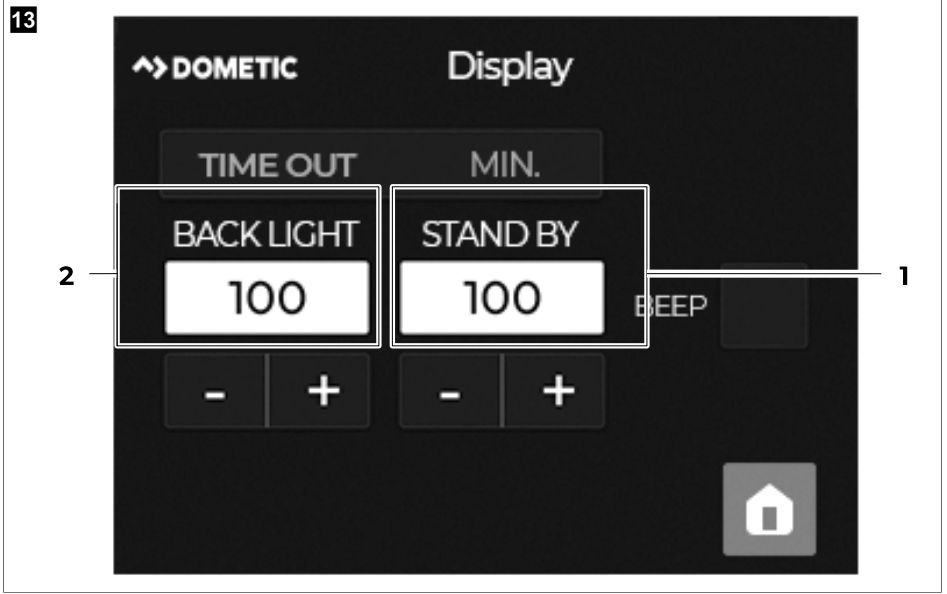 13
DOMETIC Display
TIME OUT MIN.
BACK LIGHT STAND BY
2 100 100 BEEP 1
- + - +